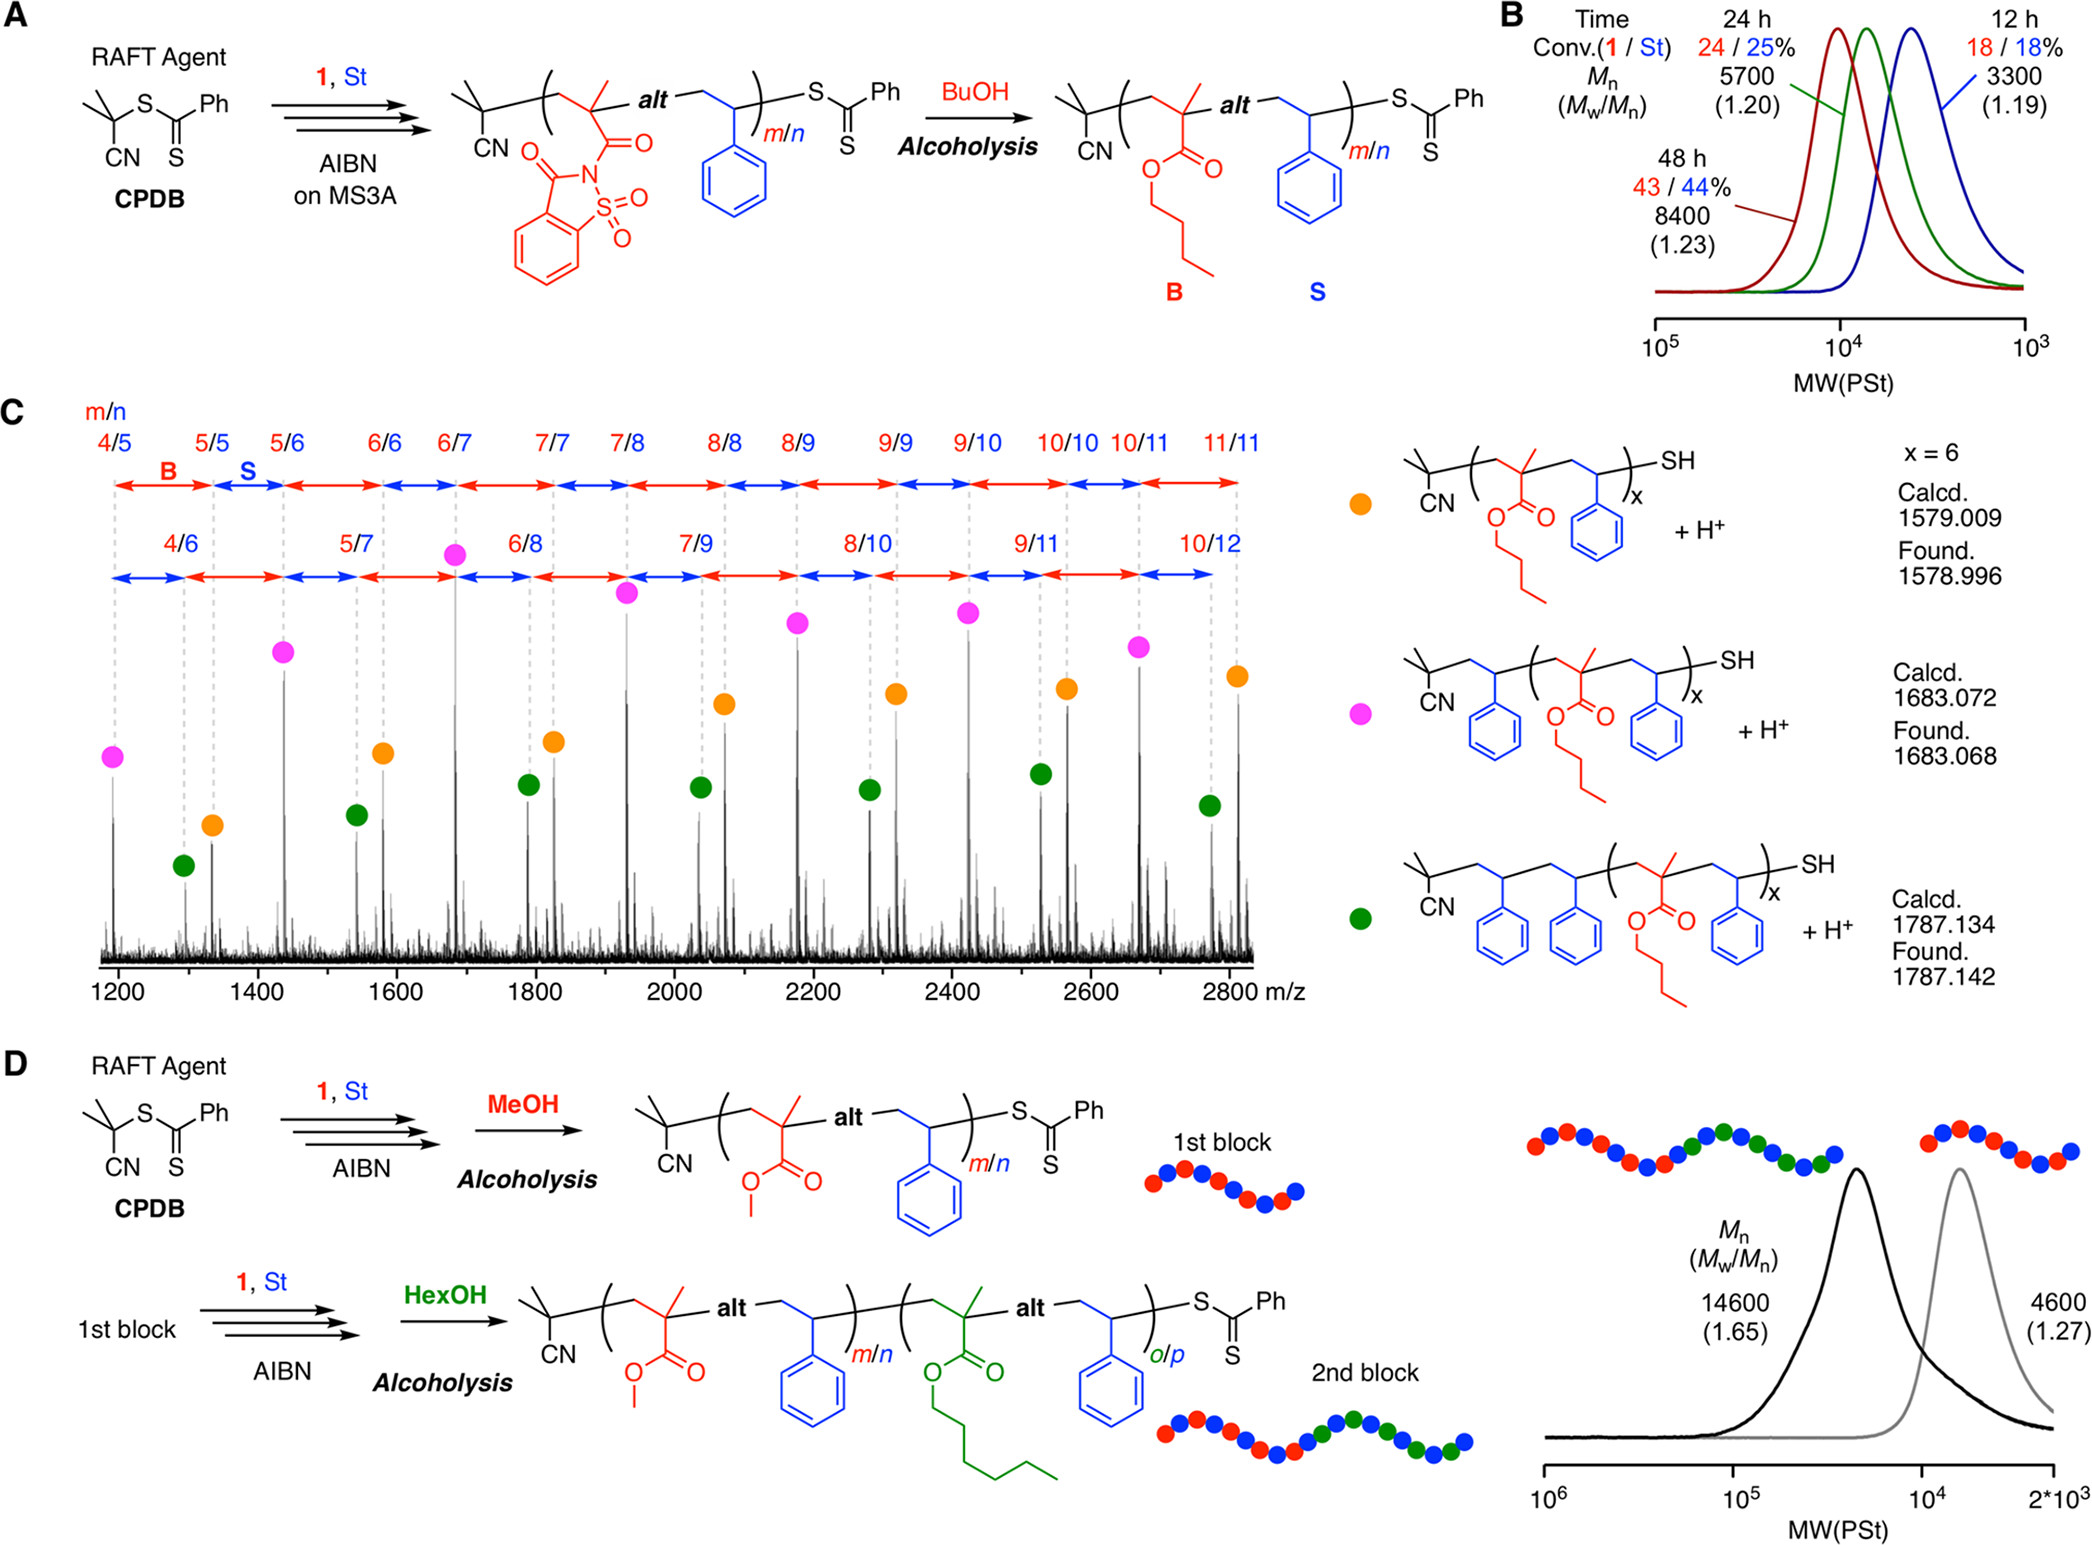 A
RAFT Agent
S
Ph
CN
S
CPDB
1, St
AIBN
on MS3A
CN
alt
m/n
S
Ph
S
O
O
N
S
O
O
BuOH
Alcoholysis
CN
alt
m/n
S
Ph
S
O
O
B
S
B
Time
Conv.(1 / St)
Mn
(Mw/Mn)
24 h
24 / 25%
5700
(1.20)
12 h
18 / 18%
3300
(1.19)
48 h
43 / 44%
8400
(1.23)
10^5
10^4
10^3
MW(PSt)
C
m/n
4/5 5/5 5/6 6/6 6/7 7/7 7/8 8/8 8/9 9/9 9/10 10/10 10/11 11/11
B S
4/6 5/7 6/8 7/9 8/10 9/11 10/12
1200 1400 1600 1800 2000 2200 2400 2600 2800 m/z
CN
O
O
SH
x
+ H+
x = 6
Calcd.
1579.009
Found.
1578.996
CN
O
O
SH
x
+ H+
Calcd.
1683.072
Found.
1683.068
CN
O
O
SH
x
+ H+
Calcd.
1787.134
Found.
1787.142
D
RAFT Agent
S
Ph
CN
S
CPDB
1, St
AIBN
MeOH
Alcoholysis
CN
alt
m/n
S
Ph
S
O
O
1st block
1st block
1, St
AIBN
HexOH
Alcoholysis
CN
alt
m/n
alt
o/p
S
Ph
S
O
O
O
O
2nd block
Mn
(Mw/Mn)
14600
(1.65)
4600
(1.27)
10^6
10^5
10^4
2*10^3
MW(PSt)